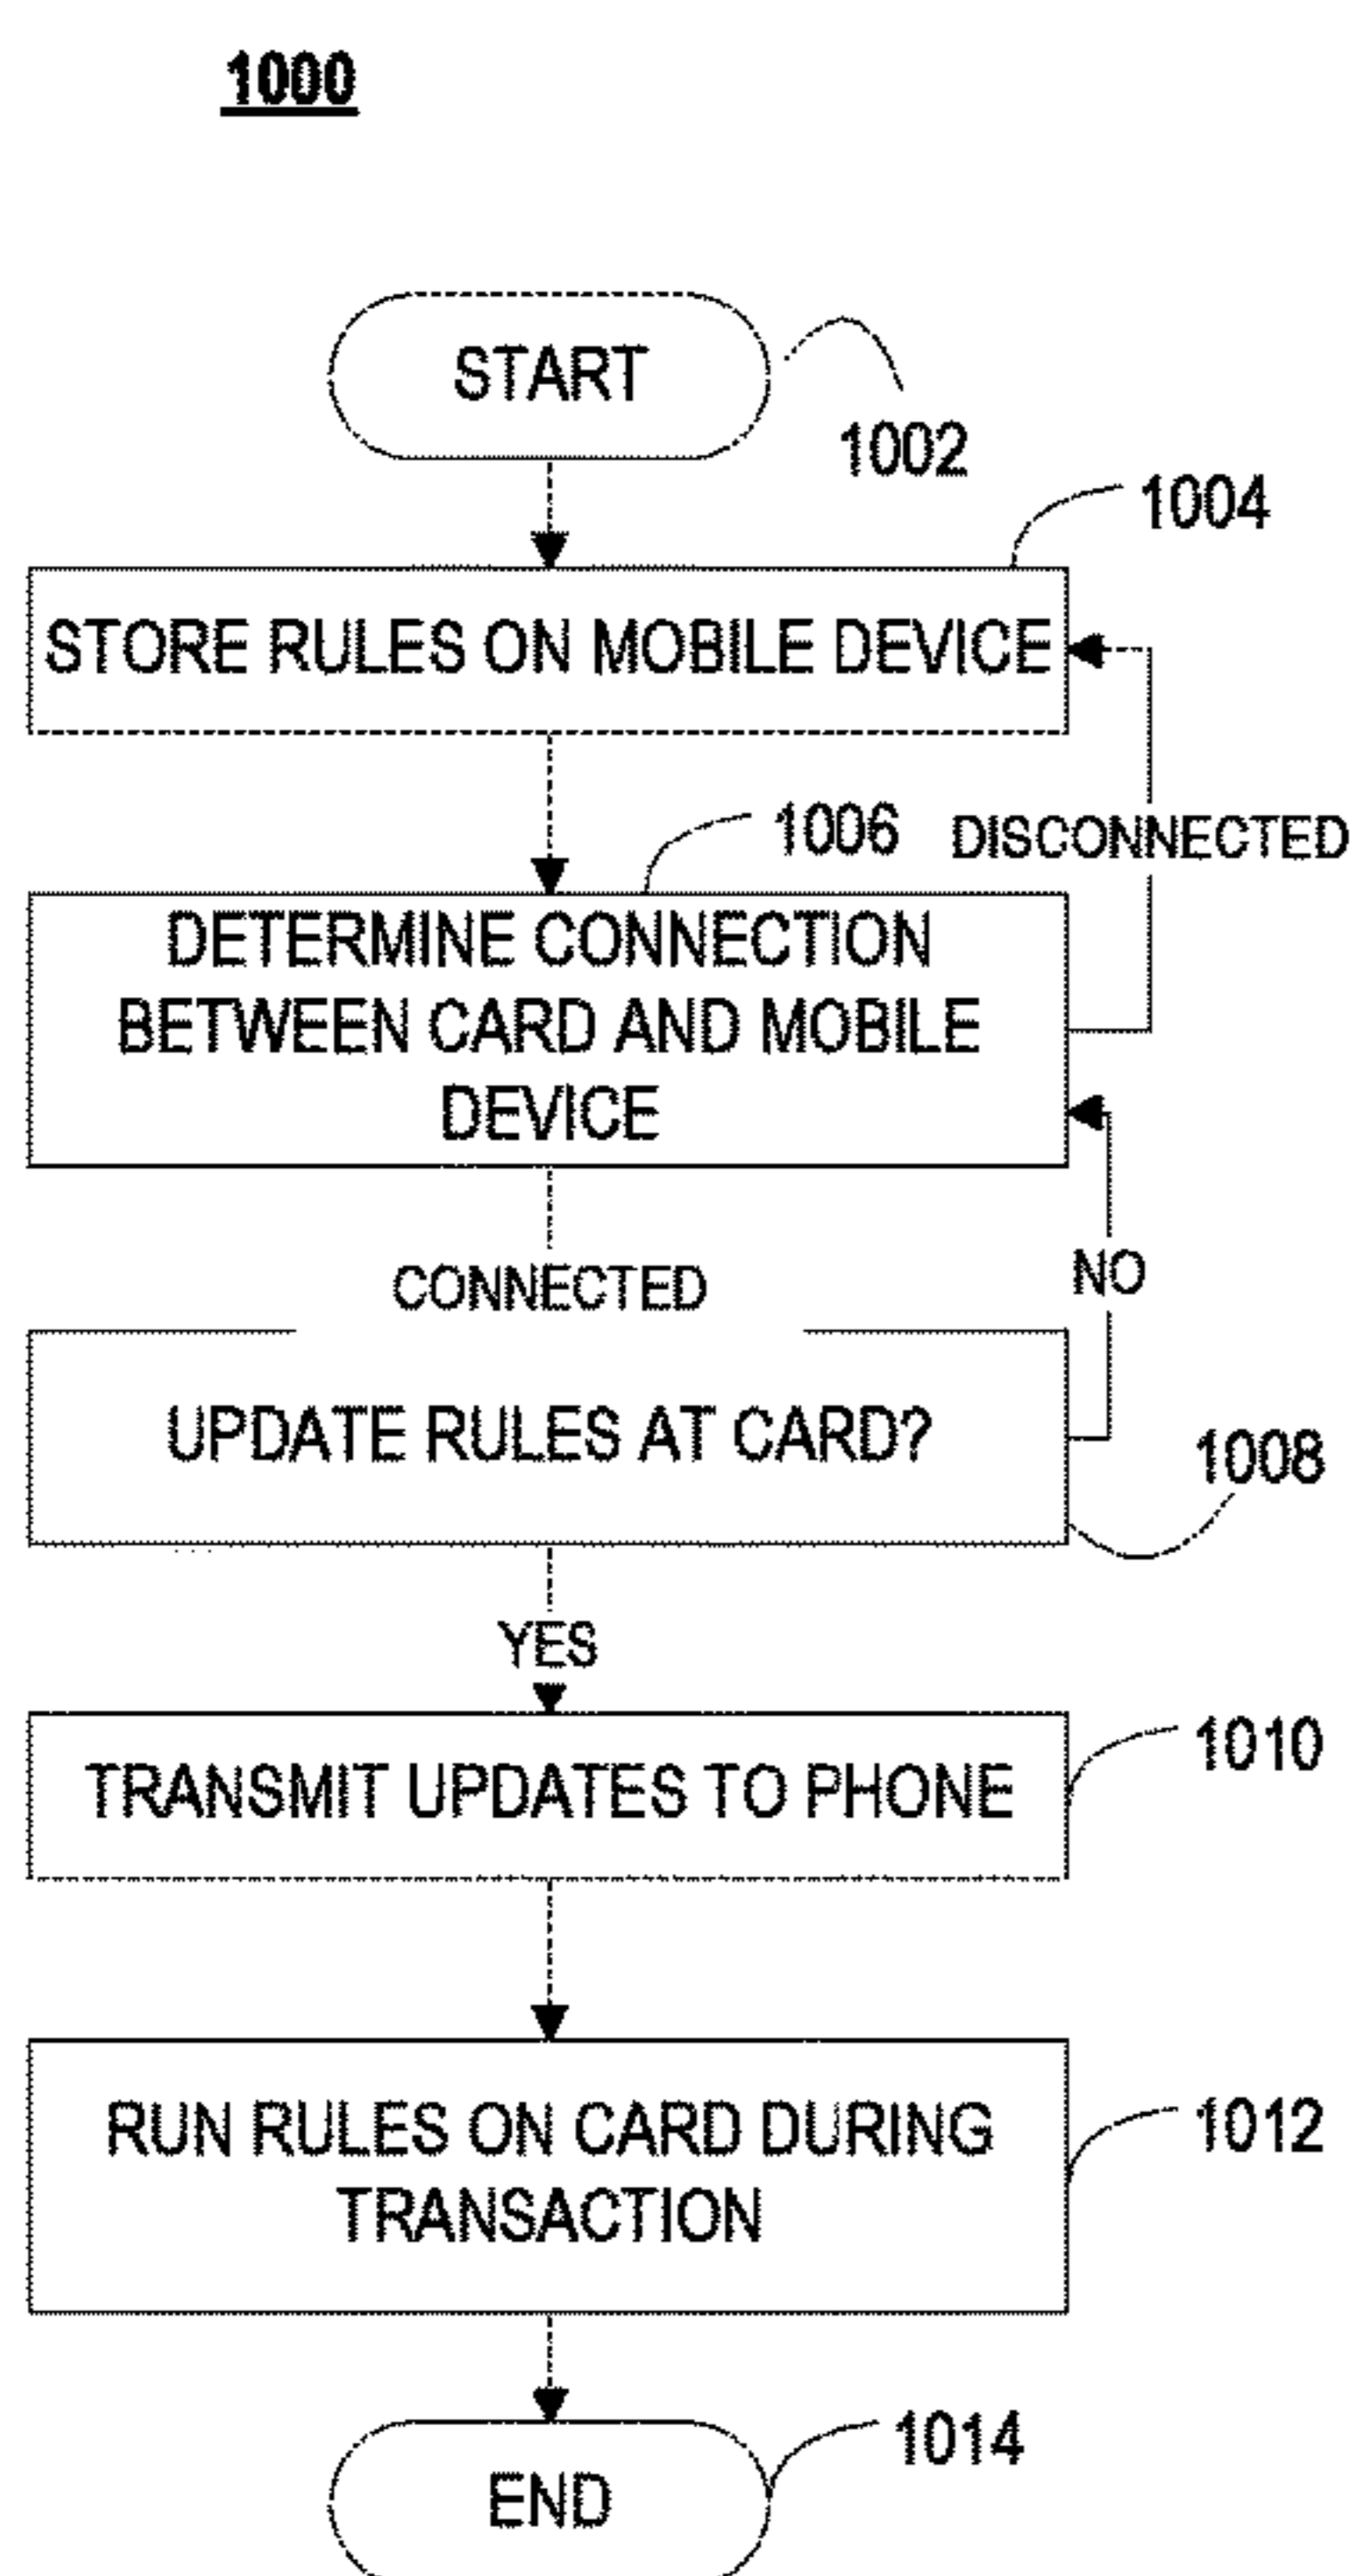 1000
START
1002
1004
STORE RULES ON MOBILE DEVICE
1006
DISCONNECTED
DETERMINE CONNECTION
BETWEEN CARD AND MOBILE
DEVICE
CONNECTED
NO
UPDATE RULES AT CARD?
1008
YES
TRANSMIT UPDATES TO PHONE
1010
RUN RULES ON CARD DURING
TRANSACTION
1012
1014
END